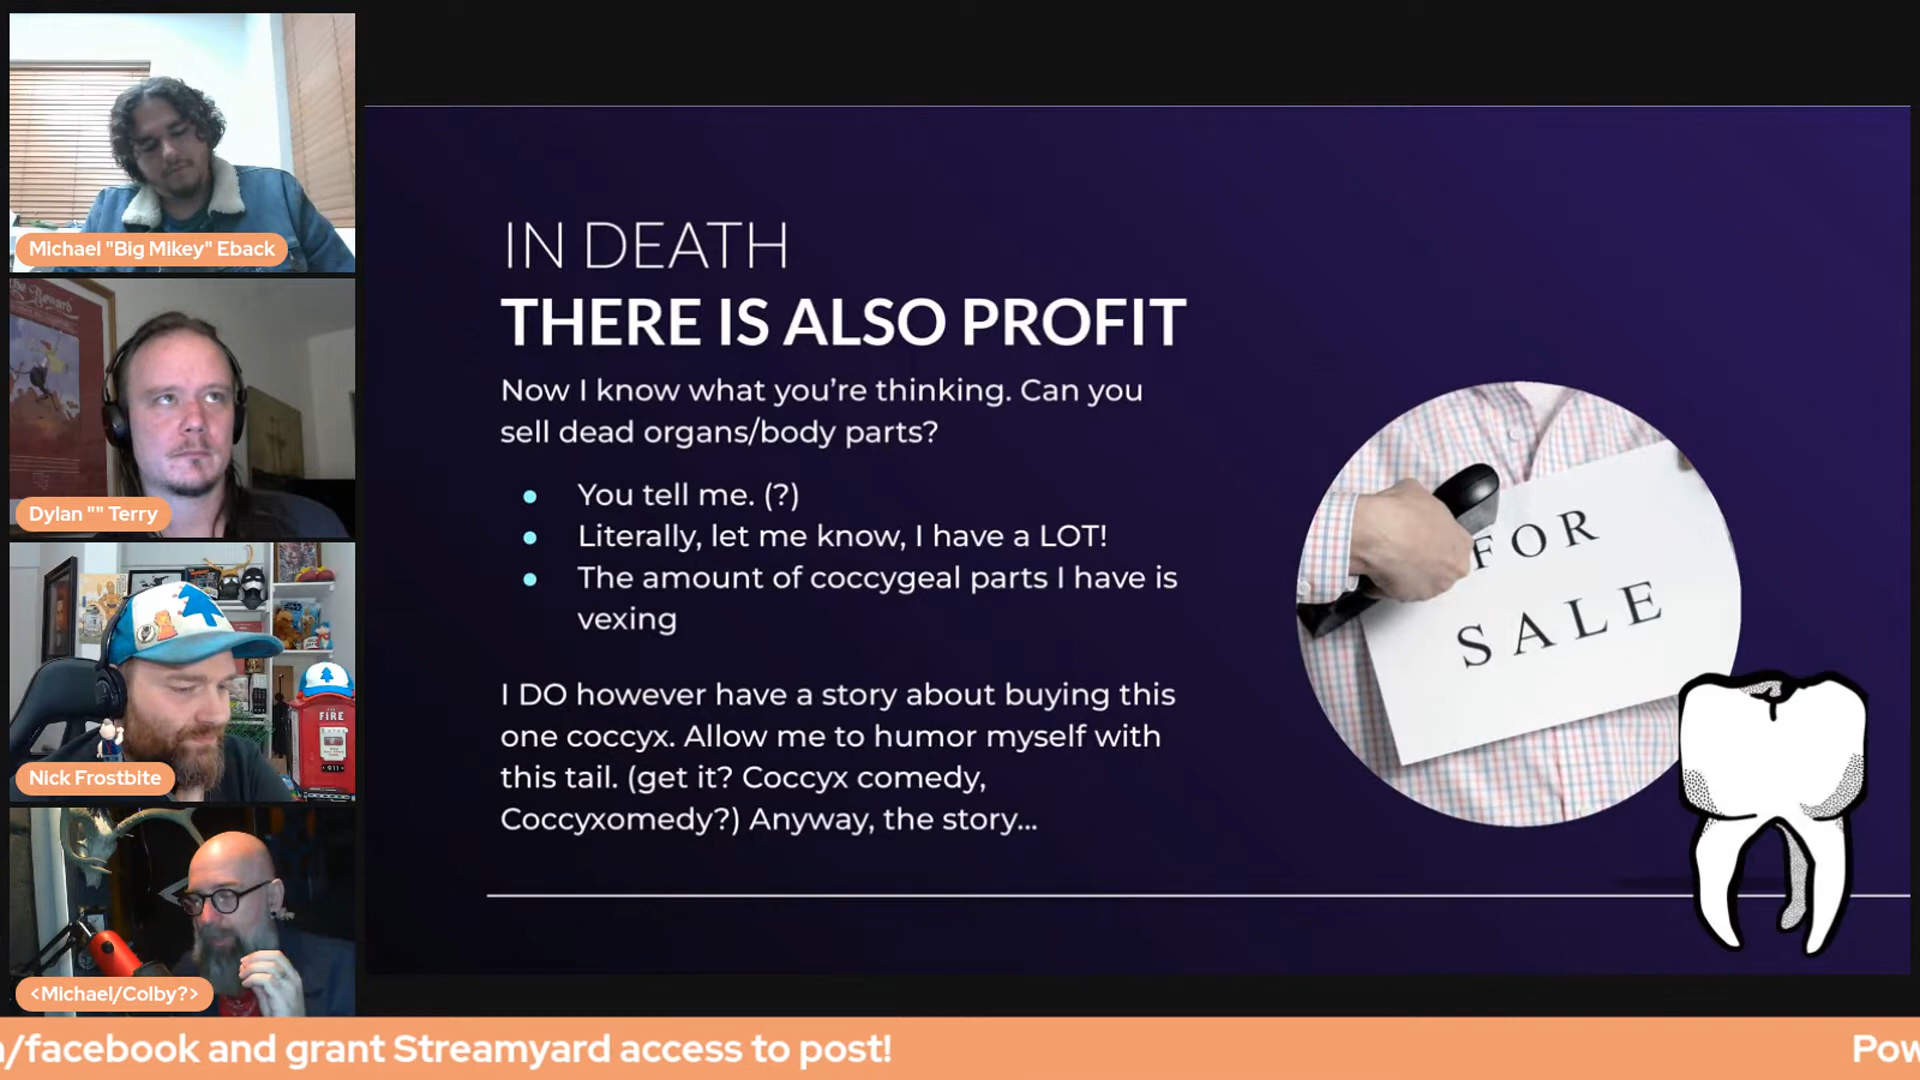 Michael "Big Mikey" Eback
Dylan "" Terry
FIRE
911
Nick Frostbite
<Michael/Colby?>
IN DEATH
THERE IS ALSO PROFIT
Now I know what you're thinking. Can you
sell dead organs/body parts?
You tell me. (?)
Literally, let me know, I have a LOT!
The amount of coccygeal parts I have is
vexing
I DO however have a story about buying this
one coccyx. Allow me to humor myself with
this tail. (get it? Coccyx comedy,
Coccyxomedy?) Anyway, the story...
FOR
SALE
/facebook and grant Streamyard access to post!
Pow